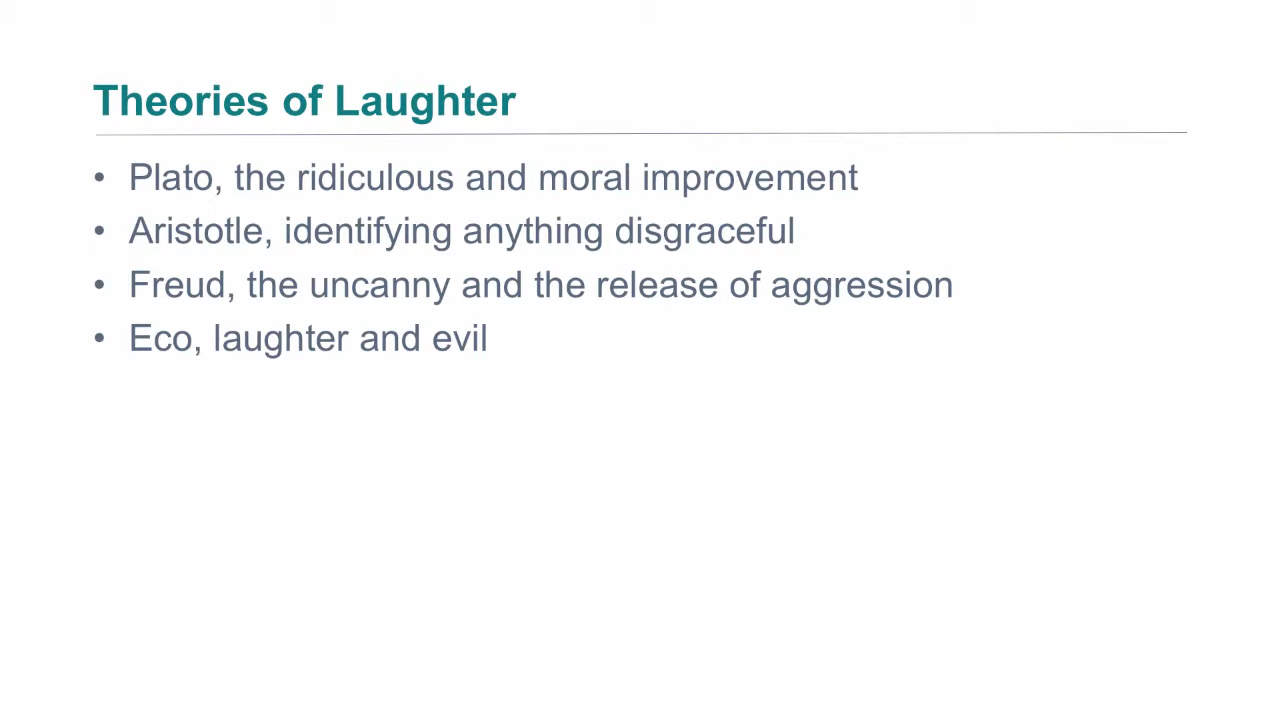 Theories of Laughter
• Plato, the ridiculous and moral improvement
• Aristotle, identifying anything disgraceful
• Freud, the uncanny and the release of aggression
• Eco, laughter and evil